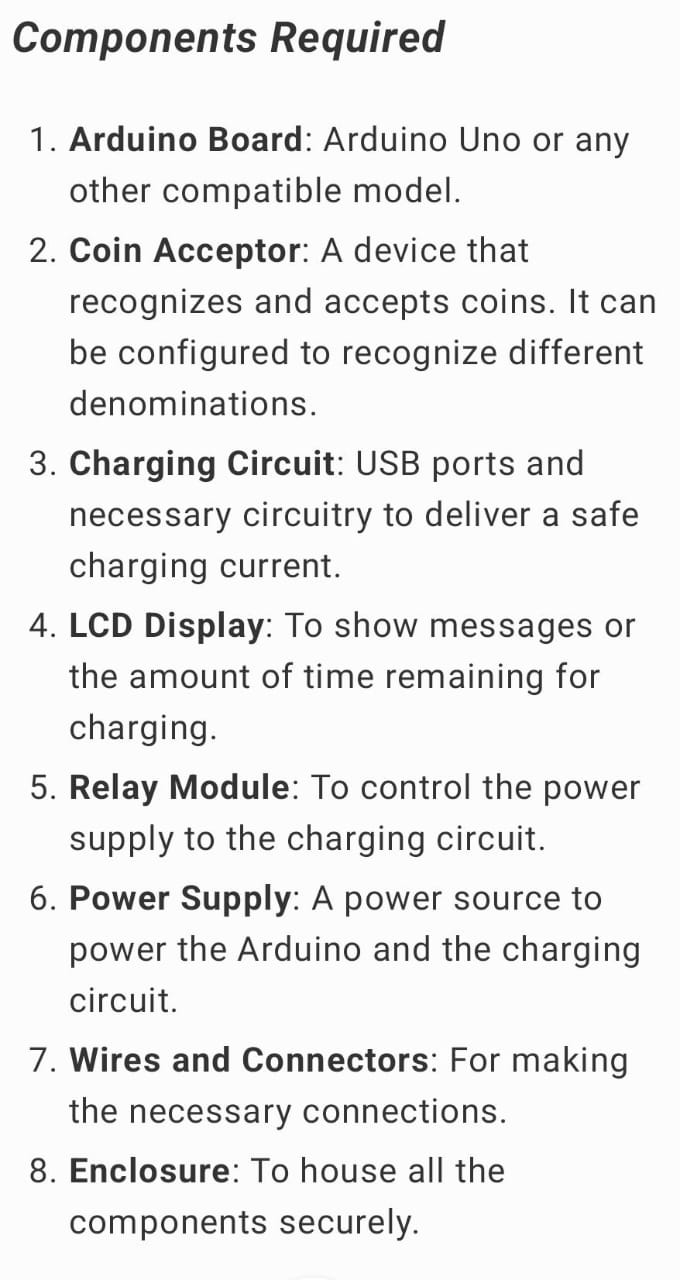 Components Required
1. Arduino Board: Arduino Uno or any
other compatible model.
2. Coin Acceptor: A device that
recognizes and accepts coins. It can
be configured to recognize different
denominations.
3. Charging Circuit: USB ports and
necessary circuitry to deliver a safe
charging current.
4. LCD Display: To show messages or
the amount of time remaining for
charging.
5. Relay Module: To control the power
supply to the charging circuit.
6. Power Supply: A power source to
power the Arduino and the charging
circuit.
7. Wires and Connectors: For making
the necessary connections.
8. Enclosure: To house all the
components securely.